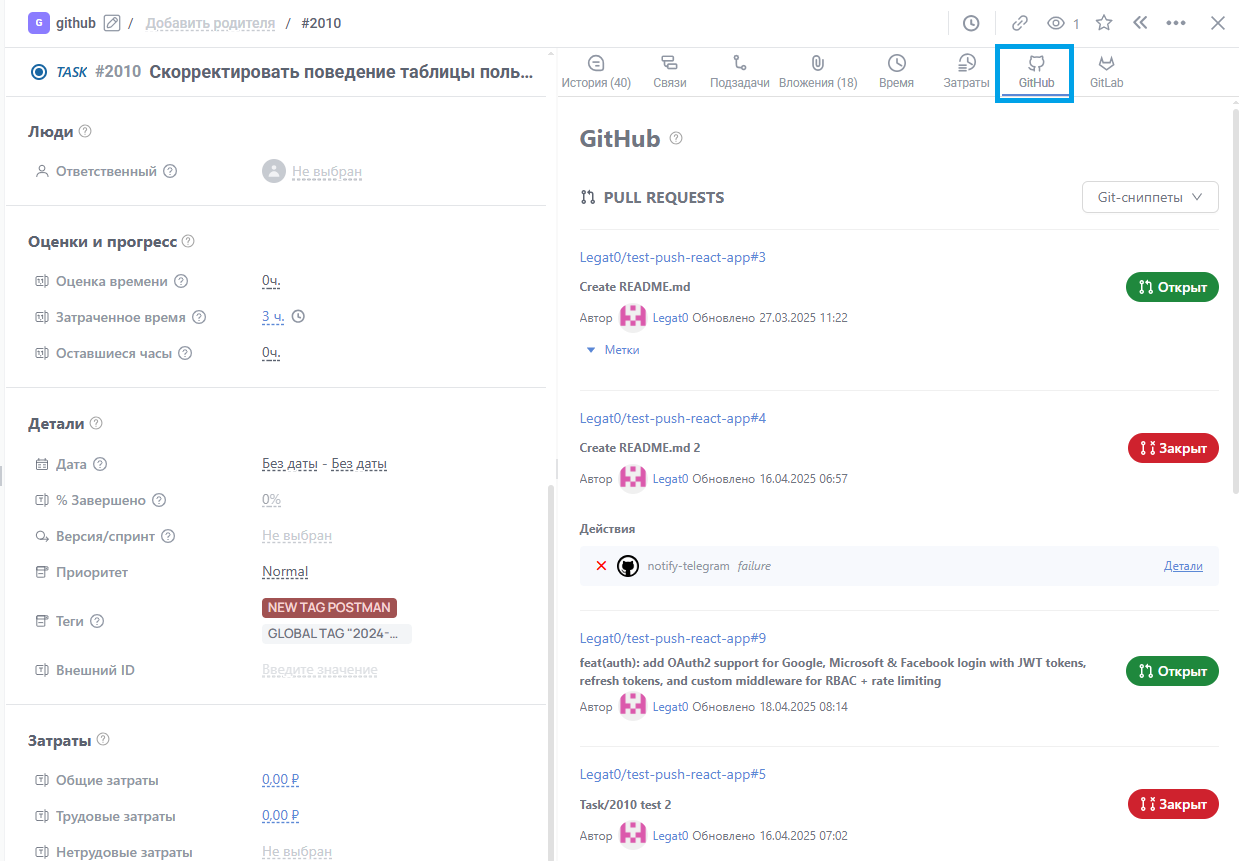 G github / Добавить родителя / #2010
1
TASK #2010 Скорректировать поведение таблицы поль...
Люди
Ответственный Не выбран
Оценки и прогресс
Оценка времени 0ч.
Затраченное время 3 ч.
Оставшиеся часы 0ч.
Детали
Дата Без даты - Без даты
% Завершено 0%
Версия/спринт Не выбран
Приоритет Normal
Теги NEW TAG POSTMAN
GLOBAL TAG "2024-...
Внешний ID Введите значение
Затраты
Общие затраты 0,00 ₽
Трудовые затраты 0,00 ₽
Нетрудовые затраты Не выбран
История (40) Связи Подзадачи Вложения (18) Время Затраты GitHub GitLab
GitHub
PULL REQUESTS Git-сниппеты
Legat0/test-push-react-app#3
Create README.md Открыт
Автор Legat0 Обновлено 27.03.2025 11:22
Метки
Legat0/test-push-react-app#4
Create README.md 2 Закрыт
Автор Legat0 Обновлено 16.04.2025 06:57
Действия
notify-telegram failure Детали
Legat0/test-push-react-app#9
feat(auth): add OAuth2 support for Google, Microsoft & Facebook login with JWT tokens,
refresh tokens, and custom middleware for RBAC + rate limiting Открыт
Автор Legat0 Обновлено 18.04.2025 08:14
Legat0/test-push-react-app#5
Task/2010 test 2 Закрыт
Автор Legat0 Обновлено 16.04.2025 07:02